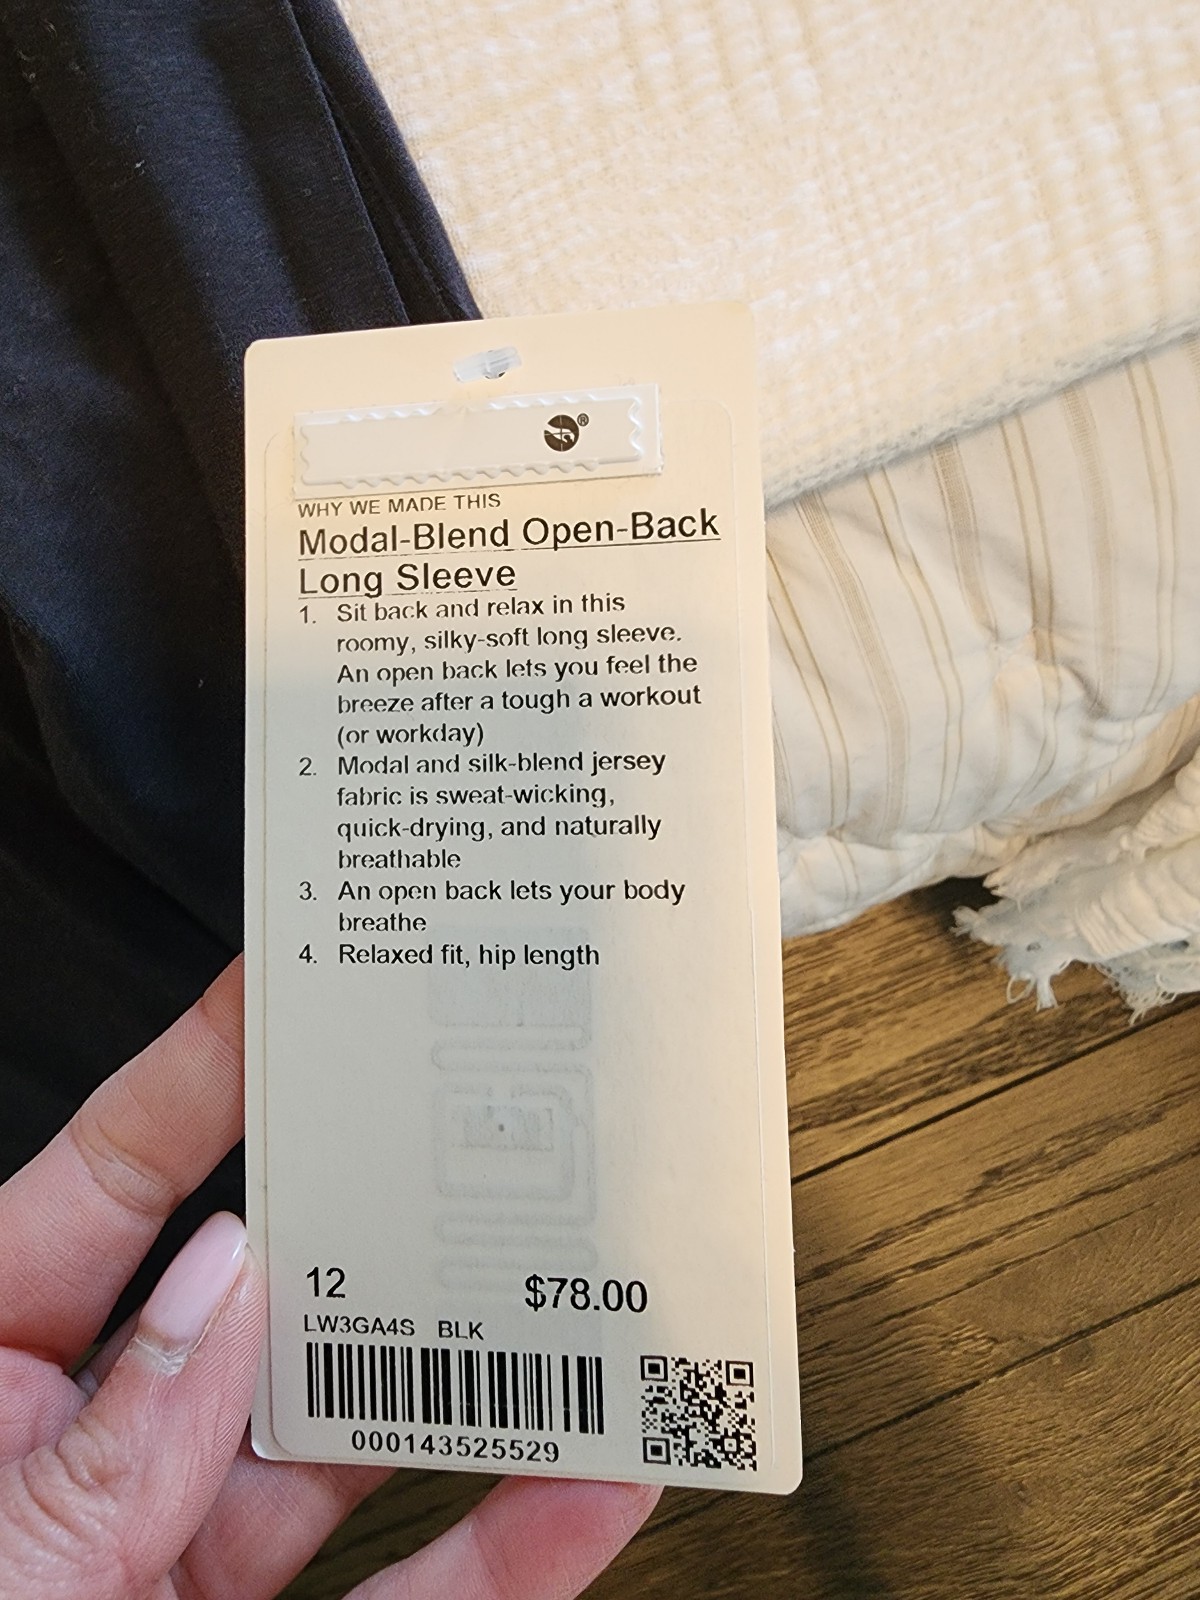 ®
WHY WE MADE THIS
Modal-Blend Open-Back
Long Sleeve
1. Sit back and relax in this
roomy, silky-soft long sleeve.
An open back lets you feel the
breeze after a tough a workout
(or workday)
2. Modal and silk-blend jersey
fabric is sweat-wicking,
quick-drying, and naturally
breathable
3. An open back lets your body
breathe
4. Relaxed fit, hip length
12 $78.00
LW3GA4S BLK
000143525529